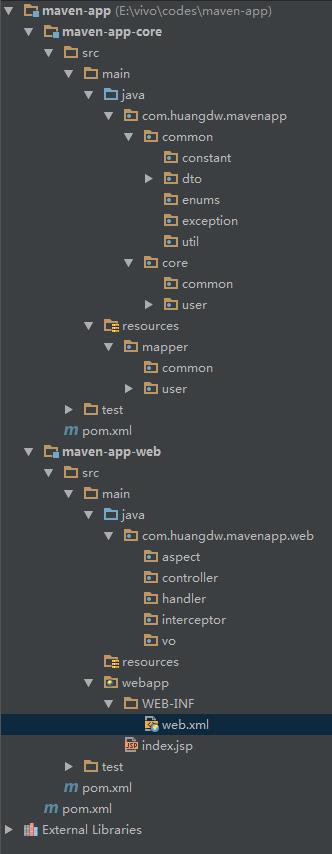 maven-app (E:\vivo\codes\maven-app)
maven-app-core
src
main
java
com.huangdw.mavenapp
common
constant
dto
enums
exception
util
core
common
user
resources
mapper
common
user
test
pom.xml
maven-app-web
src
main
java
com.huangdw.mavenapp.web
aspect
controller
handler
interceptor
vo
resources
webapp
WEB-INF
web.xml
index.jsp
test
pom.xml
pom.xml
External Libraries